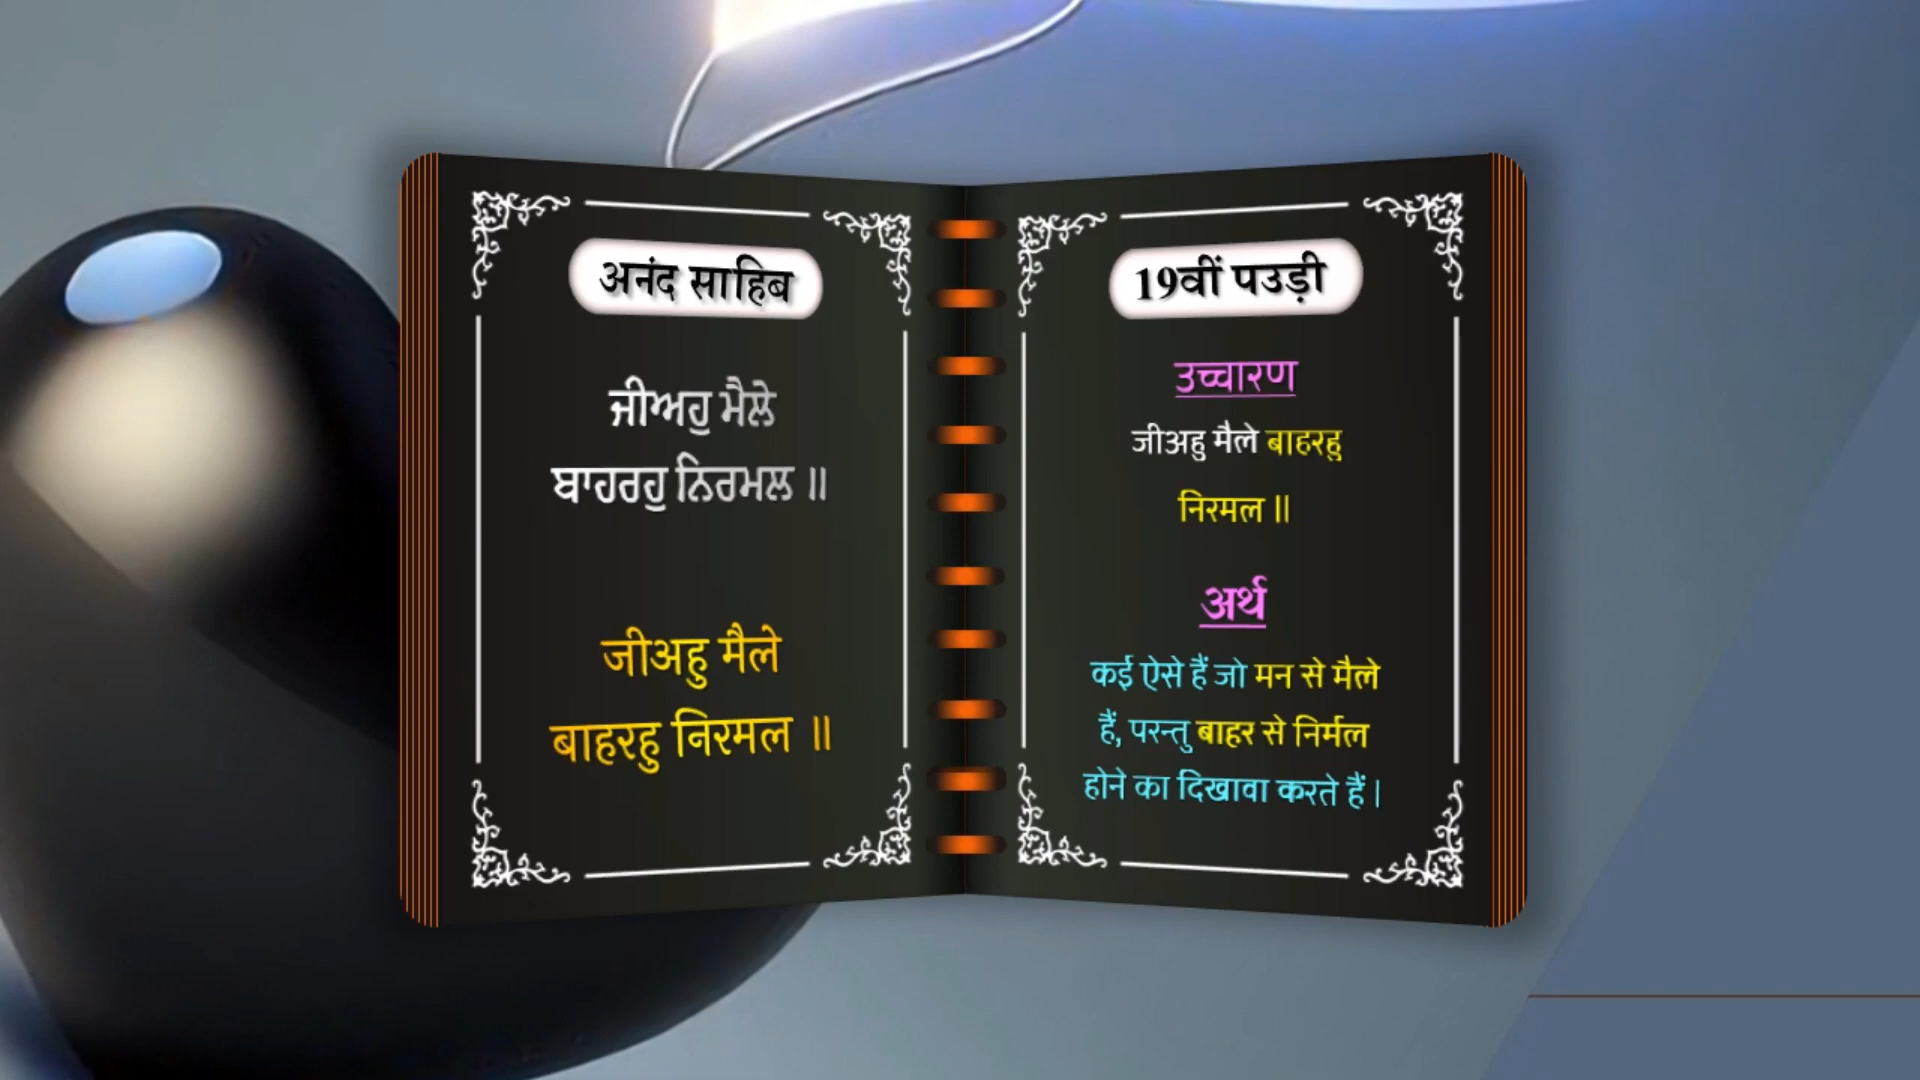 अनंद साहिब
ਜੀਅਹੁ ਮੈਲੇ
ਬਾਹਰਹੁ ਨਿਰਮਲ ॥
जीअहु मैले
बाहरहु निरमल ॥
19वीं पउड़ी
उच्चारण
जीअहु मैले बाहरहु
निरमल ॥
अर्थ
कई ऐसे हैं जो मन से मैले
हैं, परन्तु बाहर से निर्मल
होने का दिखावा करते हैं |